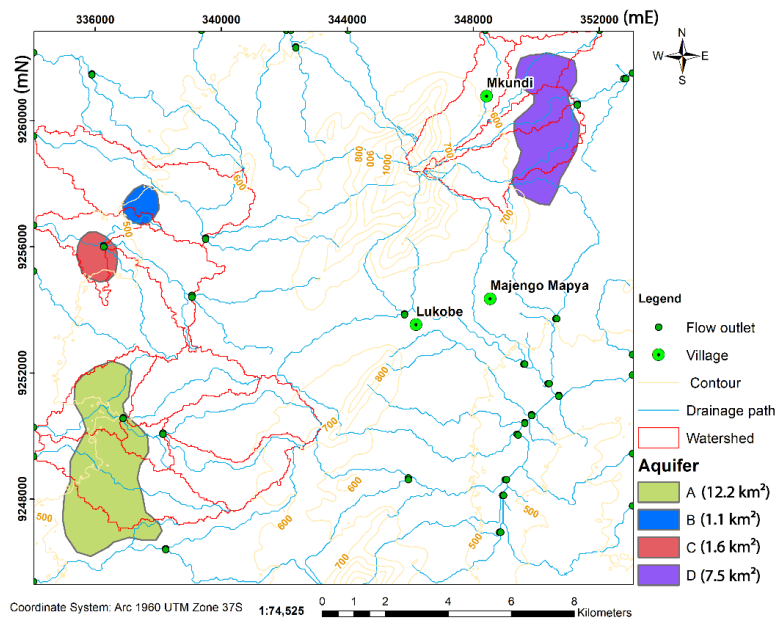 336000 340000 344000 348000 352000 (mE)
(mN)
9260000
9256000
9252000
9248000
N
W E
S
Mkundi
600
700
800
900
1000
600
500
700
Majengo Mapya
Lukobe
800
700
600
600
500
500
500
700
Legend
Flow outlet
Village
Contour
Drainage path
Watershed
Aquifer
A (12.2 km²)
B (1.1 km²)
C (1.6 km²)
D (7.5 km²)
Coordinate System: Arc 1960 UTM Zone 37S 1:74,525 0 2 4 6 8 Kilometers